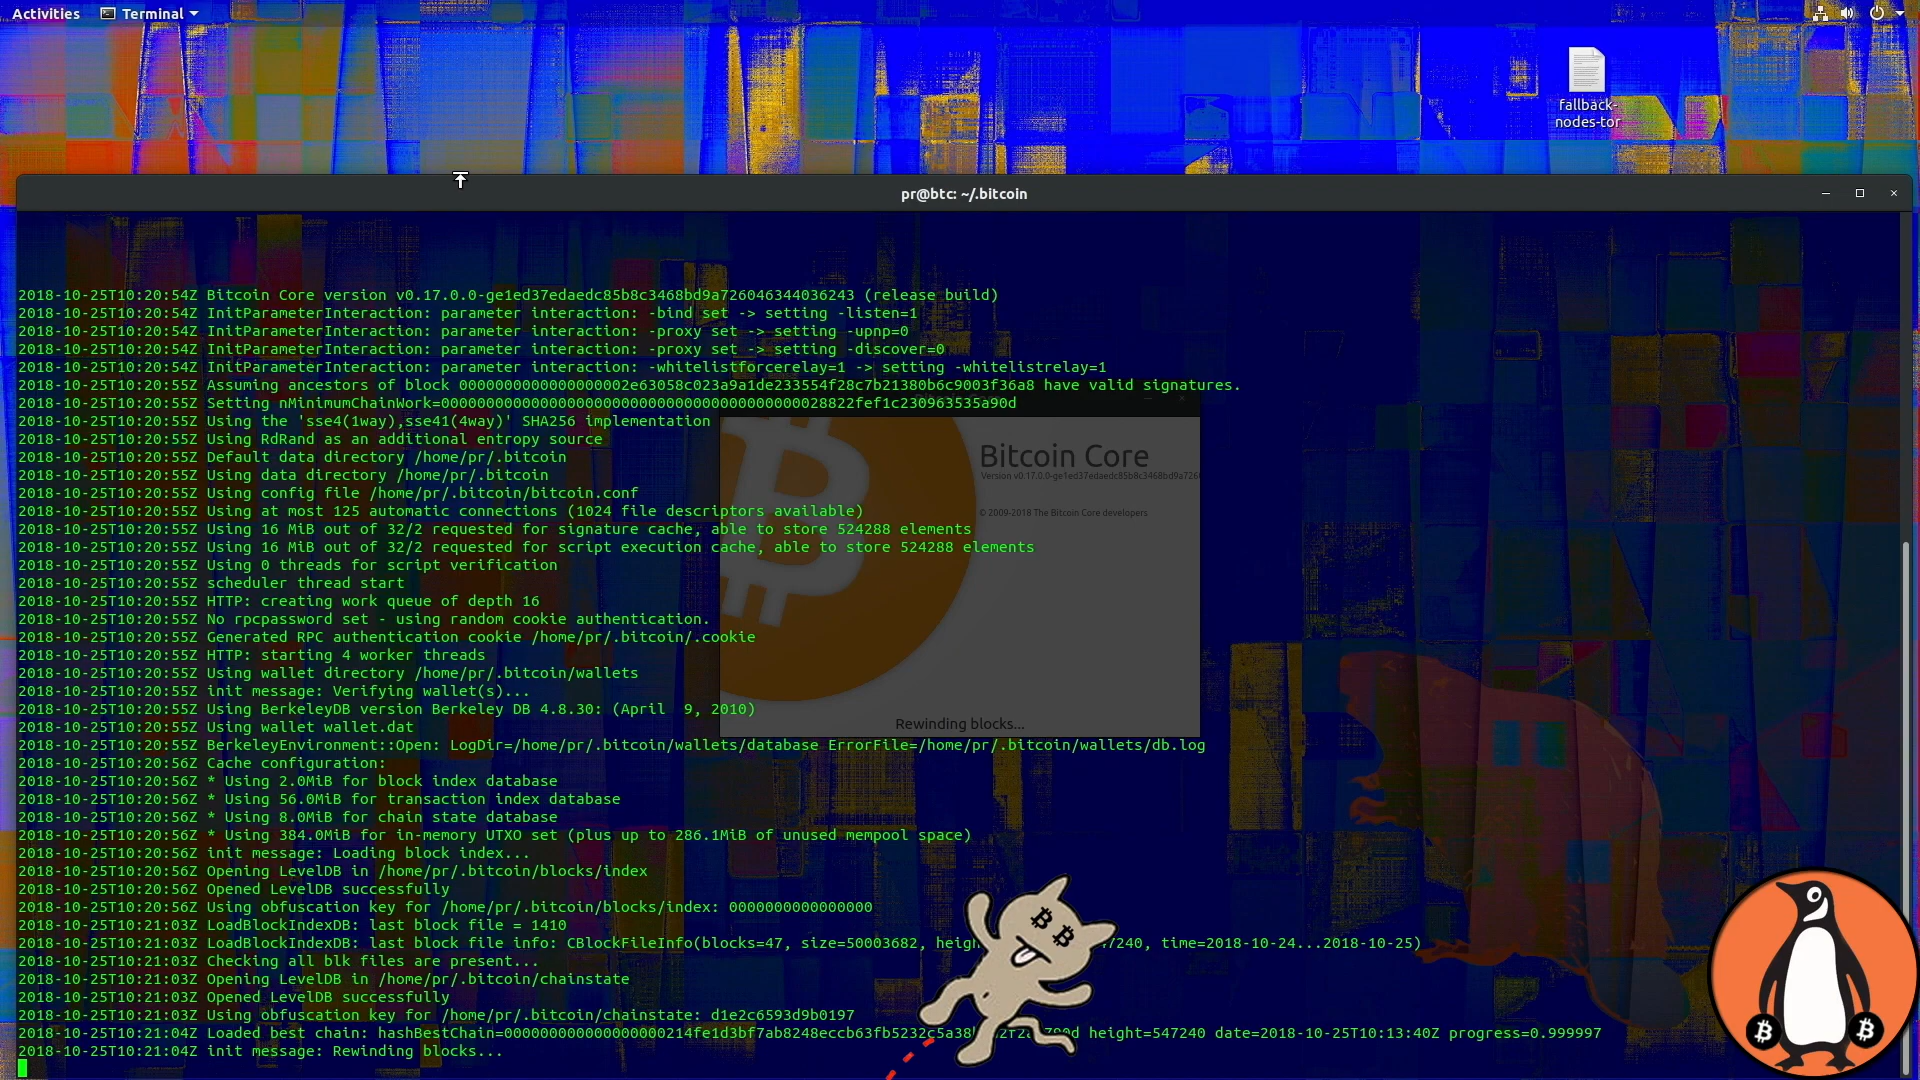 Activities
Terminal
fallback-
nodes-tor
pr@btc: ~/.bitcoin
2018-10-25T10:20:54Z Bitcoin Core version v0.17.0.0-ge1ed37edaedc85b8c3468bd9a726046344036243 (release build)
2018-10-25T10:20:54Z InitParameterInteraction: parameter interaction: -bind set -> setting -listen=1
2018-10-25T10:20:54Z InitParameterInteraction: parameter interaction: -proxy set -> setting -upnp=0
2018-10-25T10:20:54Z InitParameterInteraction: parameter interaction: -proxy set -> setting -discover=0
2018-10-25T10:20:54Z InitParameterInteraction: parameter interaction: -whitelistforcerelay=1 -> setting -whitelistrelay=1
2018-10-25T10:20:55Z Assuming ancestors of block 0000000000000000002e63058c023a9a1de233554f28c7b21380b6c9003f36a8 have valid signatures.
2018-10-25T10:20:55Z Setting nMinimumChainWork=0000000000000000000000000000000000000000028822fef1c230963535a90d
2018-10-25T10:20:55Z Using the 'sse4(1way),sse41(4way)' SHA256 implementation
2018-10-25T10:20:55Z Using RdRand as an additional entropy source
2018-10-25T10:20:55Z Default data directory /home/pr/.bitcoin
2018-10-25T10:20:55Z Using data directory /home/pr/.bitcoin
2018-10-25T10:20:55Z Using config file /home/pr/.bitcoin/bitcoin.conf
2018-10-25T10:20:55Z Using at most 125 automatic connections (1024 file descriptors available)
2018-10-25T10:20:55Z Using 16 MiB out of 32/2 requested for signature cache, able to store 524288 elements
2018-10-25T10:20:55Z Using 16 MiB out of 32/2 requested for script execution cache, able to store 524288 elements
2018-10-25T10:20:55Z Using 0 threads for script verification
2018-10-25T10:20:55Z scheduler thread start
2018-10-25T10:20:55Z HTTP: creating work queue of depth 16
2018-10-25T10:20:55Z No rpcpassword set - using random cookie authentication.
2018-10-25T10:20:55Z Generated RPC authentication cookie /home/pr/.bitcoin/.cookie
2018-10-25T10:20:55Z HTTP: starting 4 worker threads
2018-10-25T10:20:55Z Using wallet directory /home/pr/.bitcoin/wallets
2018-10-25T10:20:55Z init message: Verifying wallet(s)...
2018-10-25T10:20:55Z Using BerkeleyDB version Berkeley DB 4.8.30: (April  9, 2010)
2018-10-25T10:20:55Z Using wallet wallet.dat
2018-10-25T10:20:55Z BerkeleyEnvironment::Open: LogDir=/home/pr/.bitcoin/wallets/database ErrorFile=/home/pr/.bitcoin/wallets/db.log
2018-10-25T10:20:56Z Cache configuration:
2018-10-25T10:20:56Z * Using 2.0MiB for block index database
2018-10-25T10:20:56Z * Using 56.0MiB for transaction index database
2018-10-25T10:20:56Z * Using 8.0MiB for chain state database
2018-10-25T10:20:56Z * Using 384.0MiB for in-memory UTXO set (plus up to 286.1MiB of unused mempool space)
2018-10-25T10:20:56Z init message: Loading block index...
2018-10-25T10:20:56Z Opening LevelDB in /home/pr/.bitcoin/blocks/index
2018-10-25T10:20:56Z Opened LevelDB successfully
2018-10-25T10:20:56Z Using obfuscation key for /home/pr/.bitcoin/blocks/index: 0000000000000000
2018-10-25T10:21:03Z LoadBlockIndexDB: last block file = 1410
2018-10-25T10:21:03Z LoadBlockIndexDB: last block file info: CBlockFileInfo(blocks=47, size=50003682, time=2018-10-24...2018-10-25)
2018-10-25T10:21:03Z Checking all blk files are present...
2018-10-25T10:21:03Z Opening LevelDB in /home/pr/.bitcoin/chainstate
2018-10-25T10:21:03Z Opened LevelDB successfully
2018-10-25T10:21:03Z Using obfuscation key for /home/pr/.bitcoin/chainstate: d1e2c6593d9b0197
2018-10-25T10:21:04Z Loaded best chain: height=547240 date=2018-10-25T10:13:40Z progress=0.999997
2018-10-25T10:21:04Z init message: Rewinding blocks...
Bitcoin Core
Version v0.17.0.0-ge1ed37edaedc85b8c3468bd9a726
© 2009-2018 The Bitcoin Core developers
Rewinding blocks...